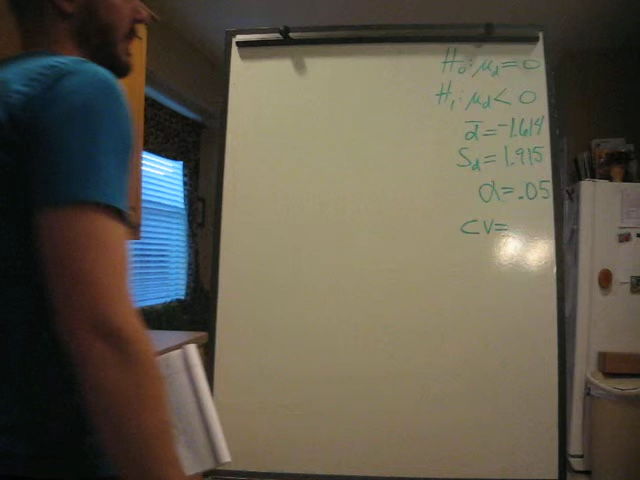 H₀: μd = 0
H₁: μd < 0
d̄ = -1.614
Sd = 1.915
α = .05
CV =